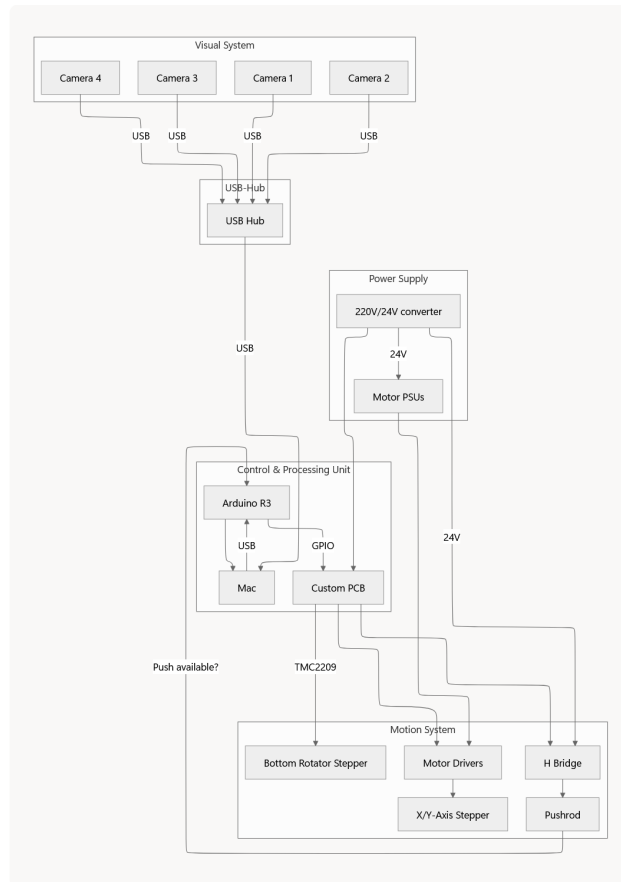 Visual System
Camera 4
Camera 3
Camera 1
Camera 2
USB
USB
USB
USB
USB-Hub
USB Hub
Power Supply
220V/24V converter
USB
24V
Motor PSUs
Control & Processing Unit
Arduino R3
24V
USB
GPIO
Mac
Custom PCB
Push available?
TMC2209
Motion System
Bottom Rotator Stepper
Motor Drivers
H Bridge
X/Y-Axis Stepper
Pushrod